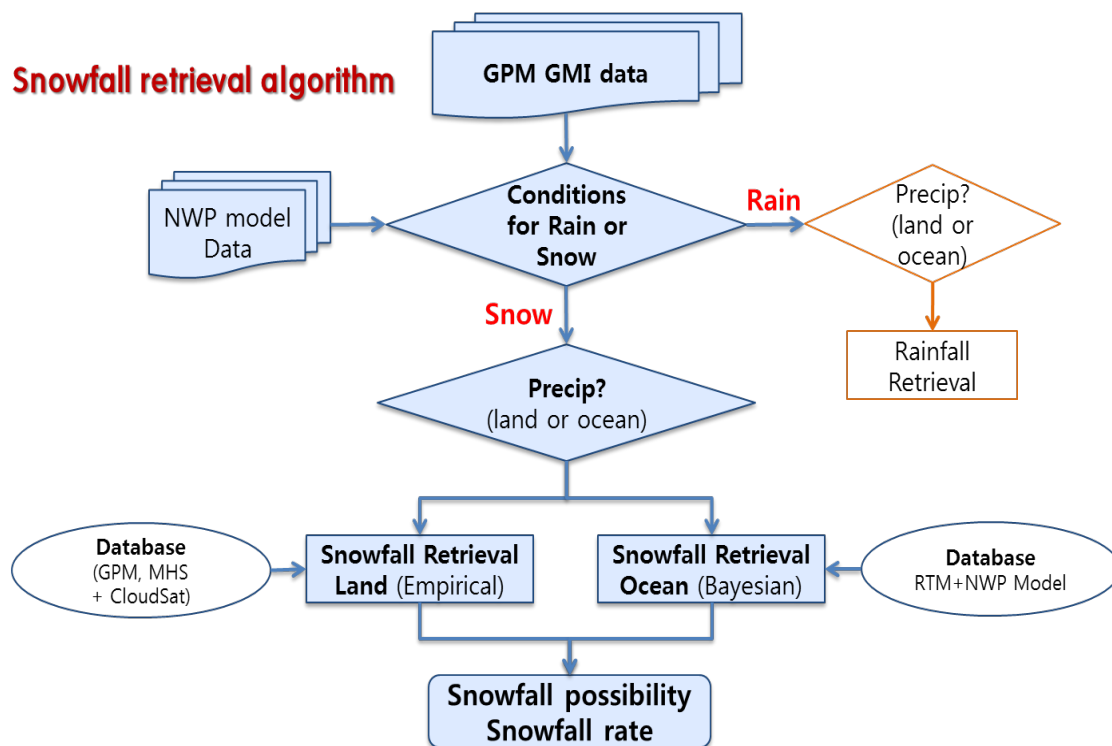 Snowfall retrieval algorithm
GPM GMI data
NWP model
Data
Conditions
for Rain or
Snow
Rain
Precip?
(land or
ocean)
Snow
Rainfall
Retrieval
Precip?
(land or ocean)
Database
(GPM, MHS
+ CloudSat)
Snowfall Retrieval
Land (Empirical)
Snowfall Retrieval
Ocean (Bayesian)
Database
RTM+NWP Model
Snowfall possibility
Snowfall rate